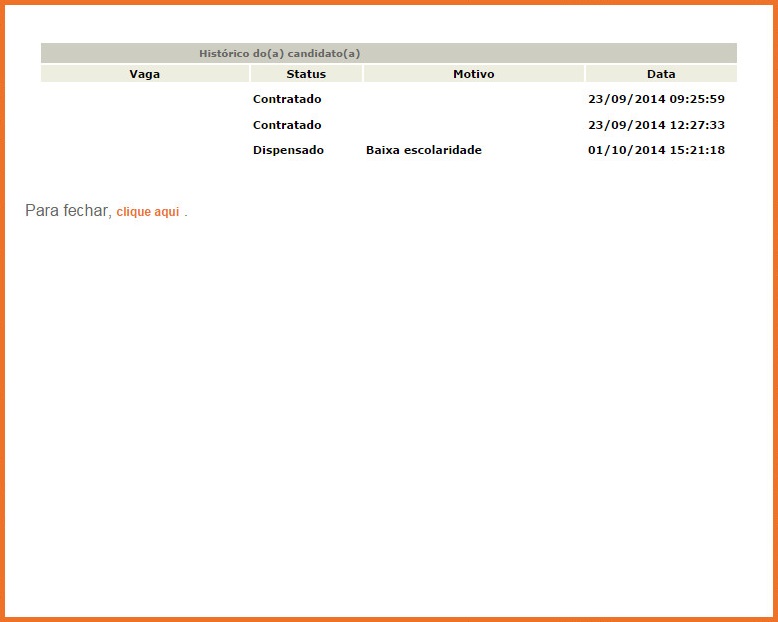 Histórico do(a) candidato(a)
Vaga Status Motivo Data
Contratado 23/09/2014 09:25:59
Contratado 23/09/2014 12:27:33
Dispensado Baixa escolaridade 01/10/2014 15:21:18
Para fechar, clique aqui .